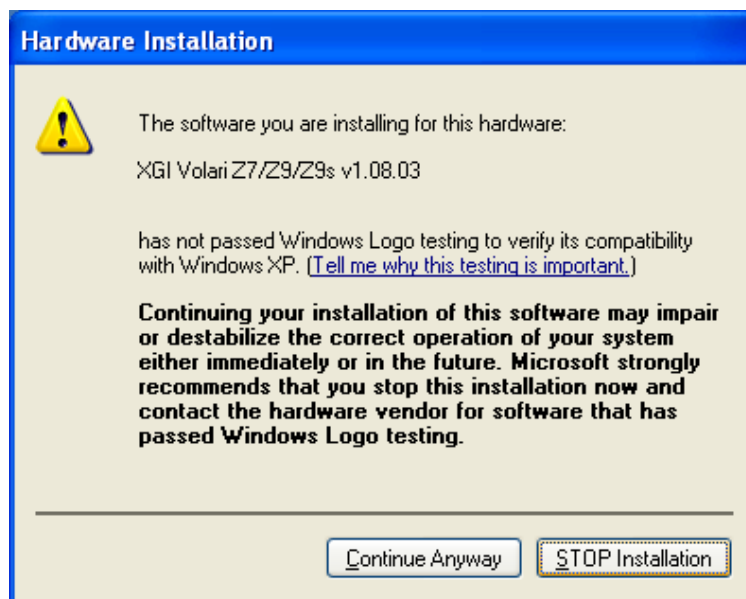 Hardware Installation
The software you are installing for this hardware:
XGI Volari Z7/Z9/Z9s v1.08.03
has not passed Windows Logo testing to verify its compatibility
with Windows XP. (Tell me why this testing is important.)
Continuing your installation of this software may impair
or destabilize the correct operation of your system
either immediately or in the future. Microsoft strongly
recommends that you stop this installation now and
contact the hardware vendor for software that has
passed Windows Logo testing.
Continue Anyway
STOP Installation